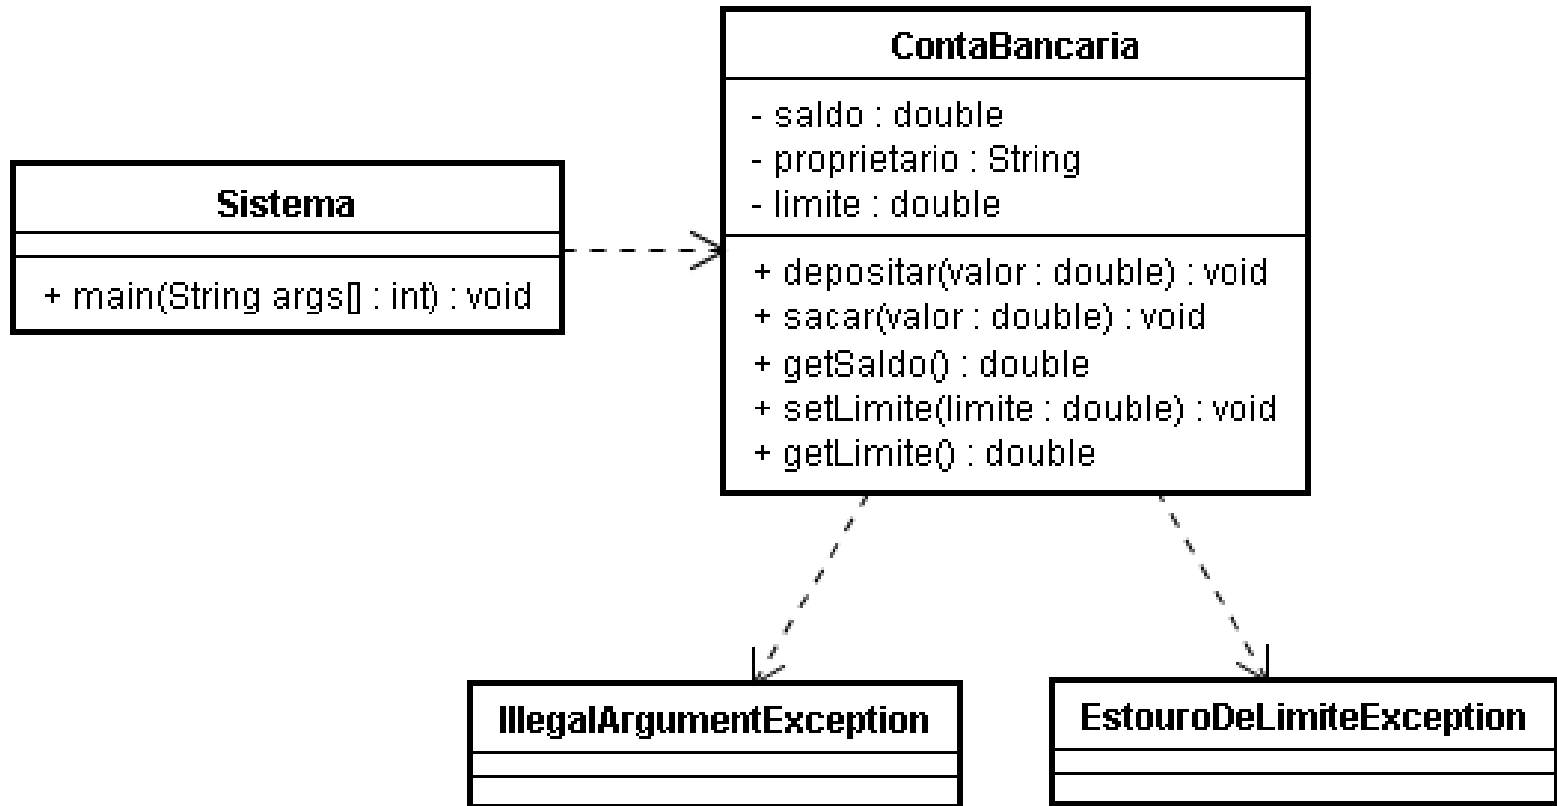 Sistema
+ main(String args[] : int) : void
ContaBancaria
- saldo : double
- proprietario : String
- limite : double
+ depositar(valor : double) : void
+ sacar(valor : double) : void
+ getSaldo() : double
+ setLimite(limite : double) : void
+ getLimite() : double
IllegalArgumentException
EstouroDeLimiteException